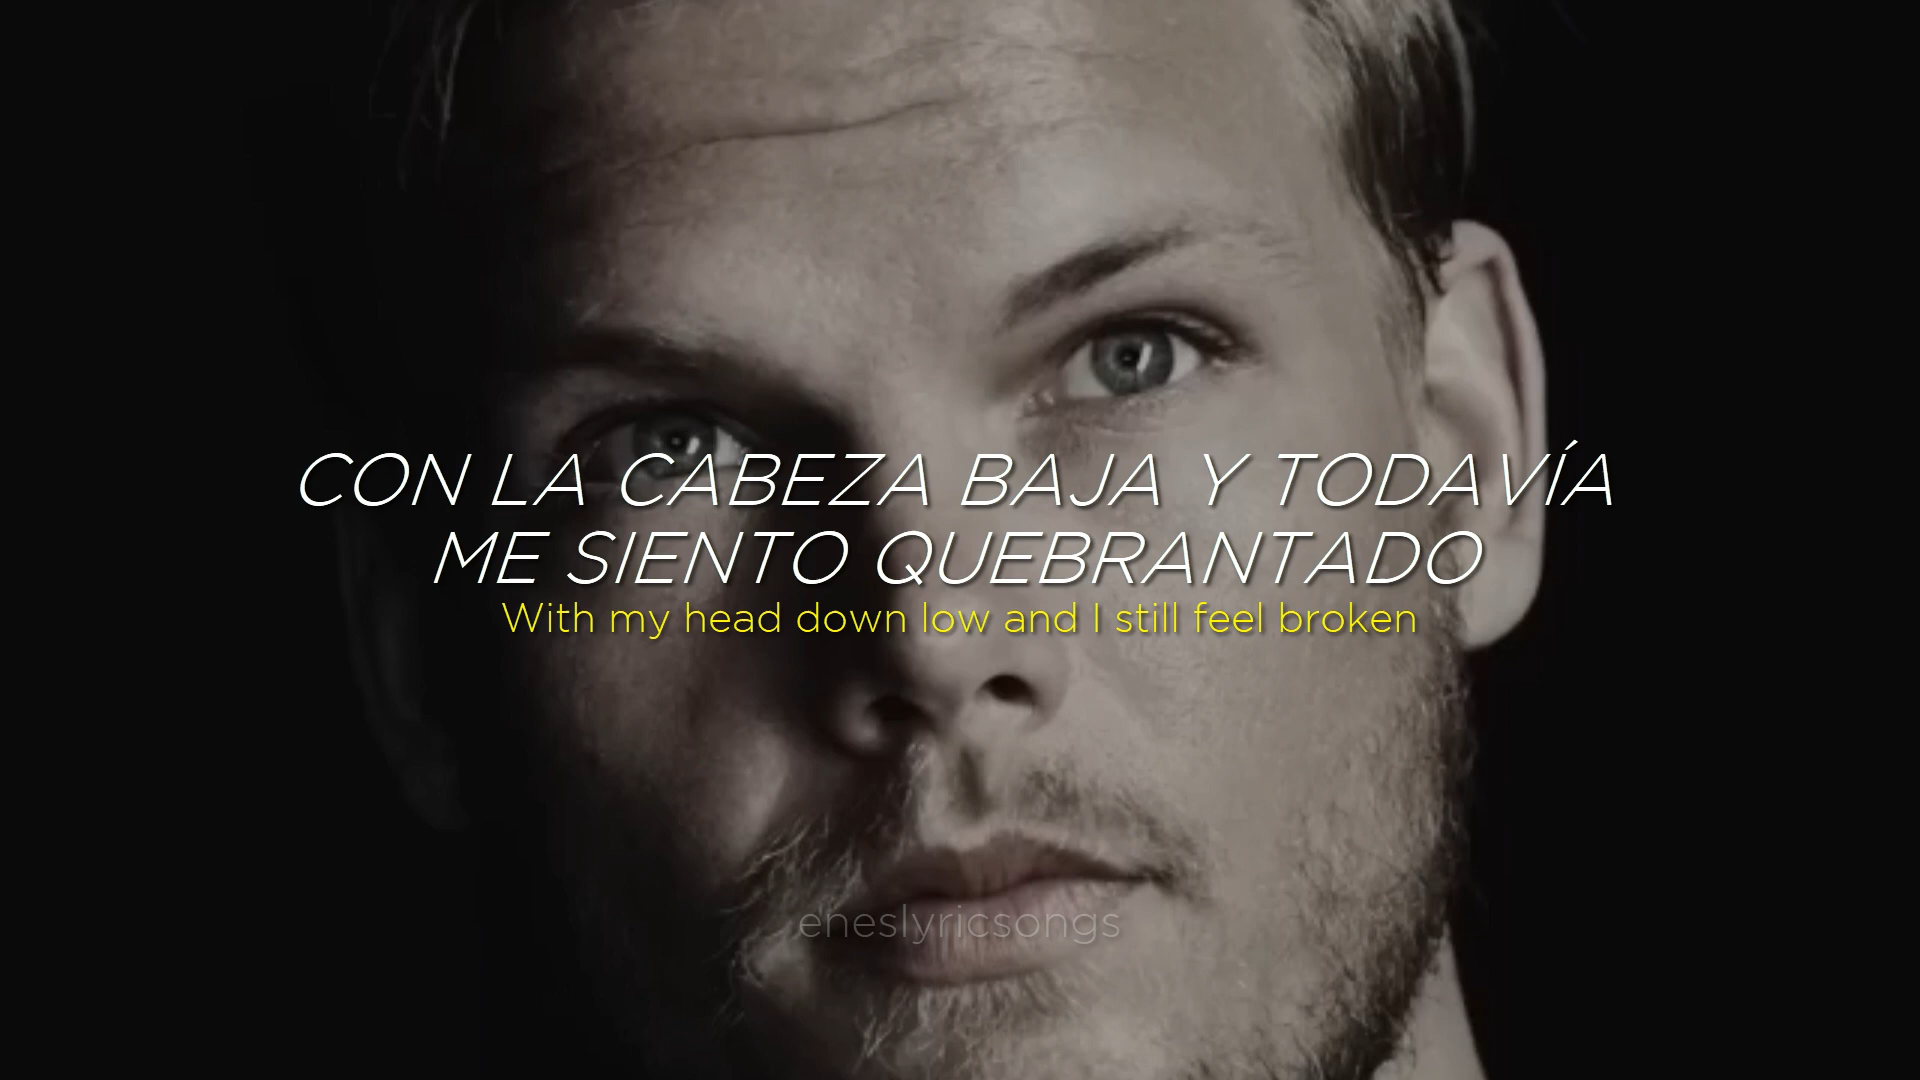 CON LA CABEZA BAJA Y TODAVÍA
ME SIENTO QUEBRANTADO
With my head down low and I still feel broken
eneslyricsongs